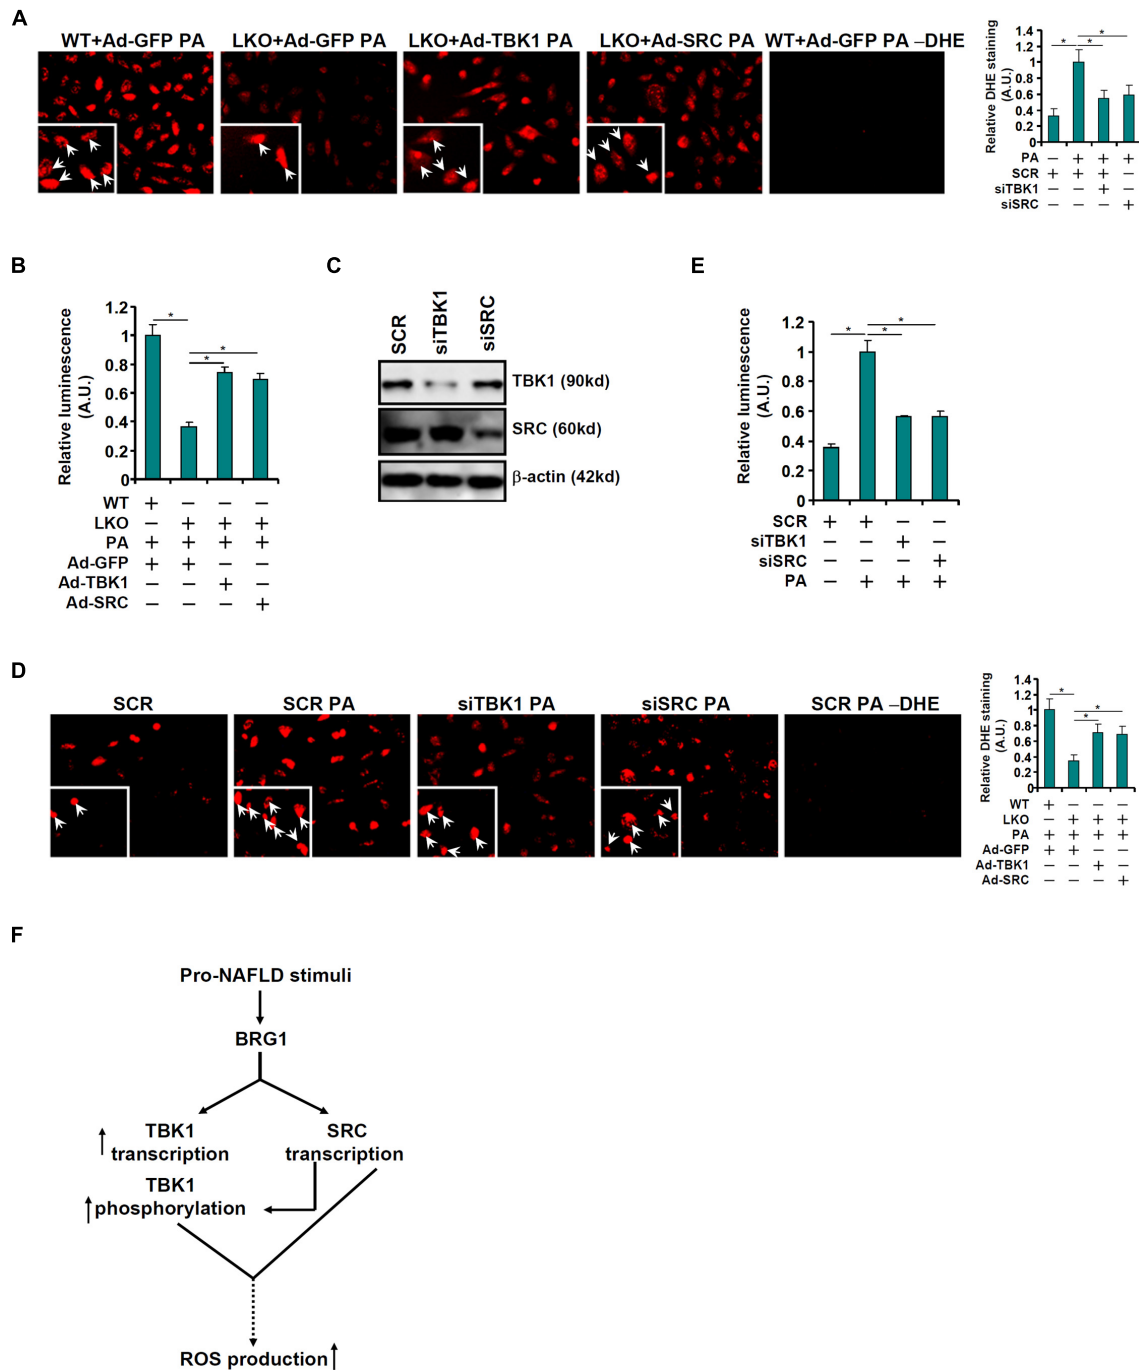 A
WT+Ad-GFP PA
LKO+Ad-GFP PA
LKO+Ad-TBK1 PA
LKO+Ad-SRC PA
WT+Ad-GFP PA –DHE
Relative DHE staining
(A.U.)
1.4
1.2
1
0.8
0.6
0.4
0.2
0
* * *
PA – + + +
SCR + + + –
siTBK1 – – + –
siSRC – – – +
B
Relative luminescence
(A.U.)
1.2
1
0.8
0.6
0.4
0.2
0
* * *
WT + – – –
LKO – + + +
PA + + + +
Ad-GFP + + – –
Ad-TBK1 – – + –
Ad-SRC – – – +
C
SCR
siTBK1
siSRC
TBK1 (90kd)
SRC (60kd)
β-actin (42kd)
E
Relative luminescence
(A.U.)
1.2
1
0.8
0.6
0.4
0.2
0
* * *
SCR + + – –
siTBK1 – – + –
siSRC – – – +
PA – + + +
D
SCR
SCR PA
siTBK1 PA
siSRC PA
SCR PA –DHE
Relative DHE staining
(A.U.)
1.4
1.2
1
0.8
0.6
0.4
0.2
0
* * *
WT + – – –
LKO – + + +
PA + + + +
Ad-GFP + + – –
Ad-TBK1 – – + –
Ad-SRC – – – +
F
Pro-NAFLD stimuli
BRG1
TBK1
transcription
SRC
transcription
TBK1
phosphorylation
ROS production